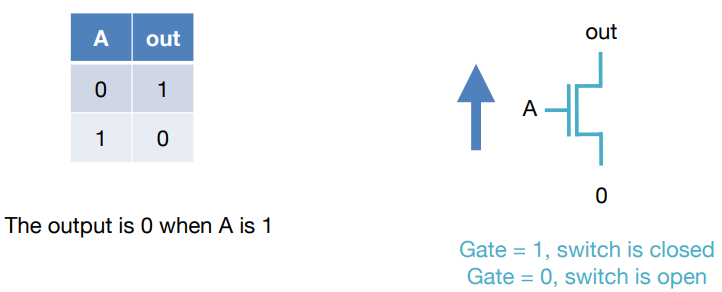 A out
0 1
1 0
The output is 0 when A is 1
out
A
0
Gate = 1, switch is closed
Gate = 0, switch is open